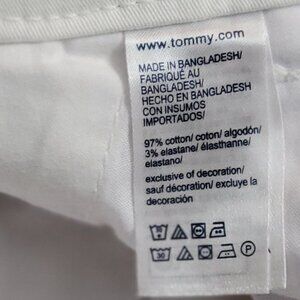 www.tommy.com
MADE IN BANGLADESH/
FABRIQUÉ AU
BANGLADESH/
HECHO EN BANGLADESH
CON INSUMOS
IMPORTADOS/
97% cotton/ coton/ algodón/
3% elastane/ élasthanne/
elastano/
exclusive of decoration/
sauf décoration/ excluye la
decoración
30
P